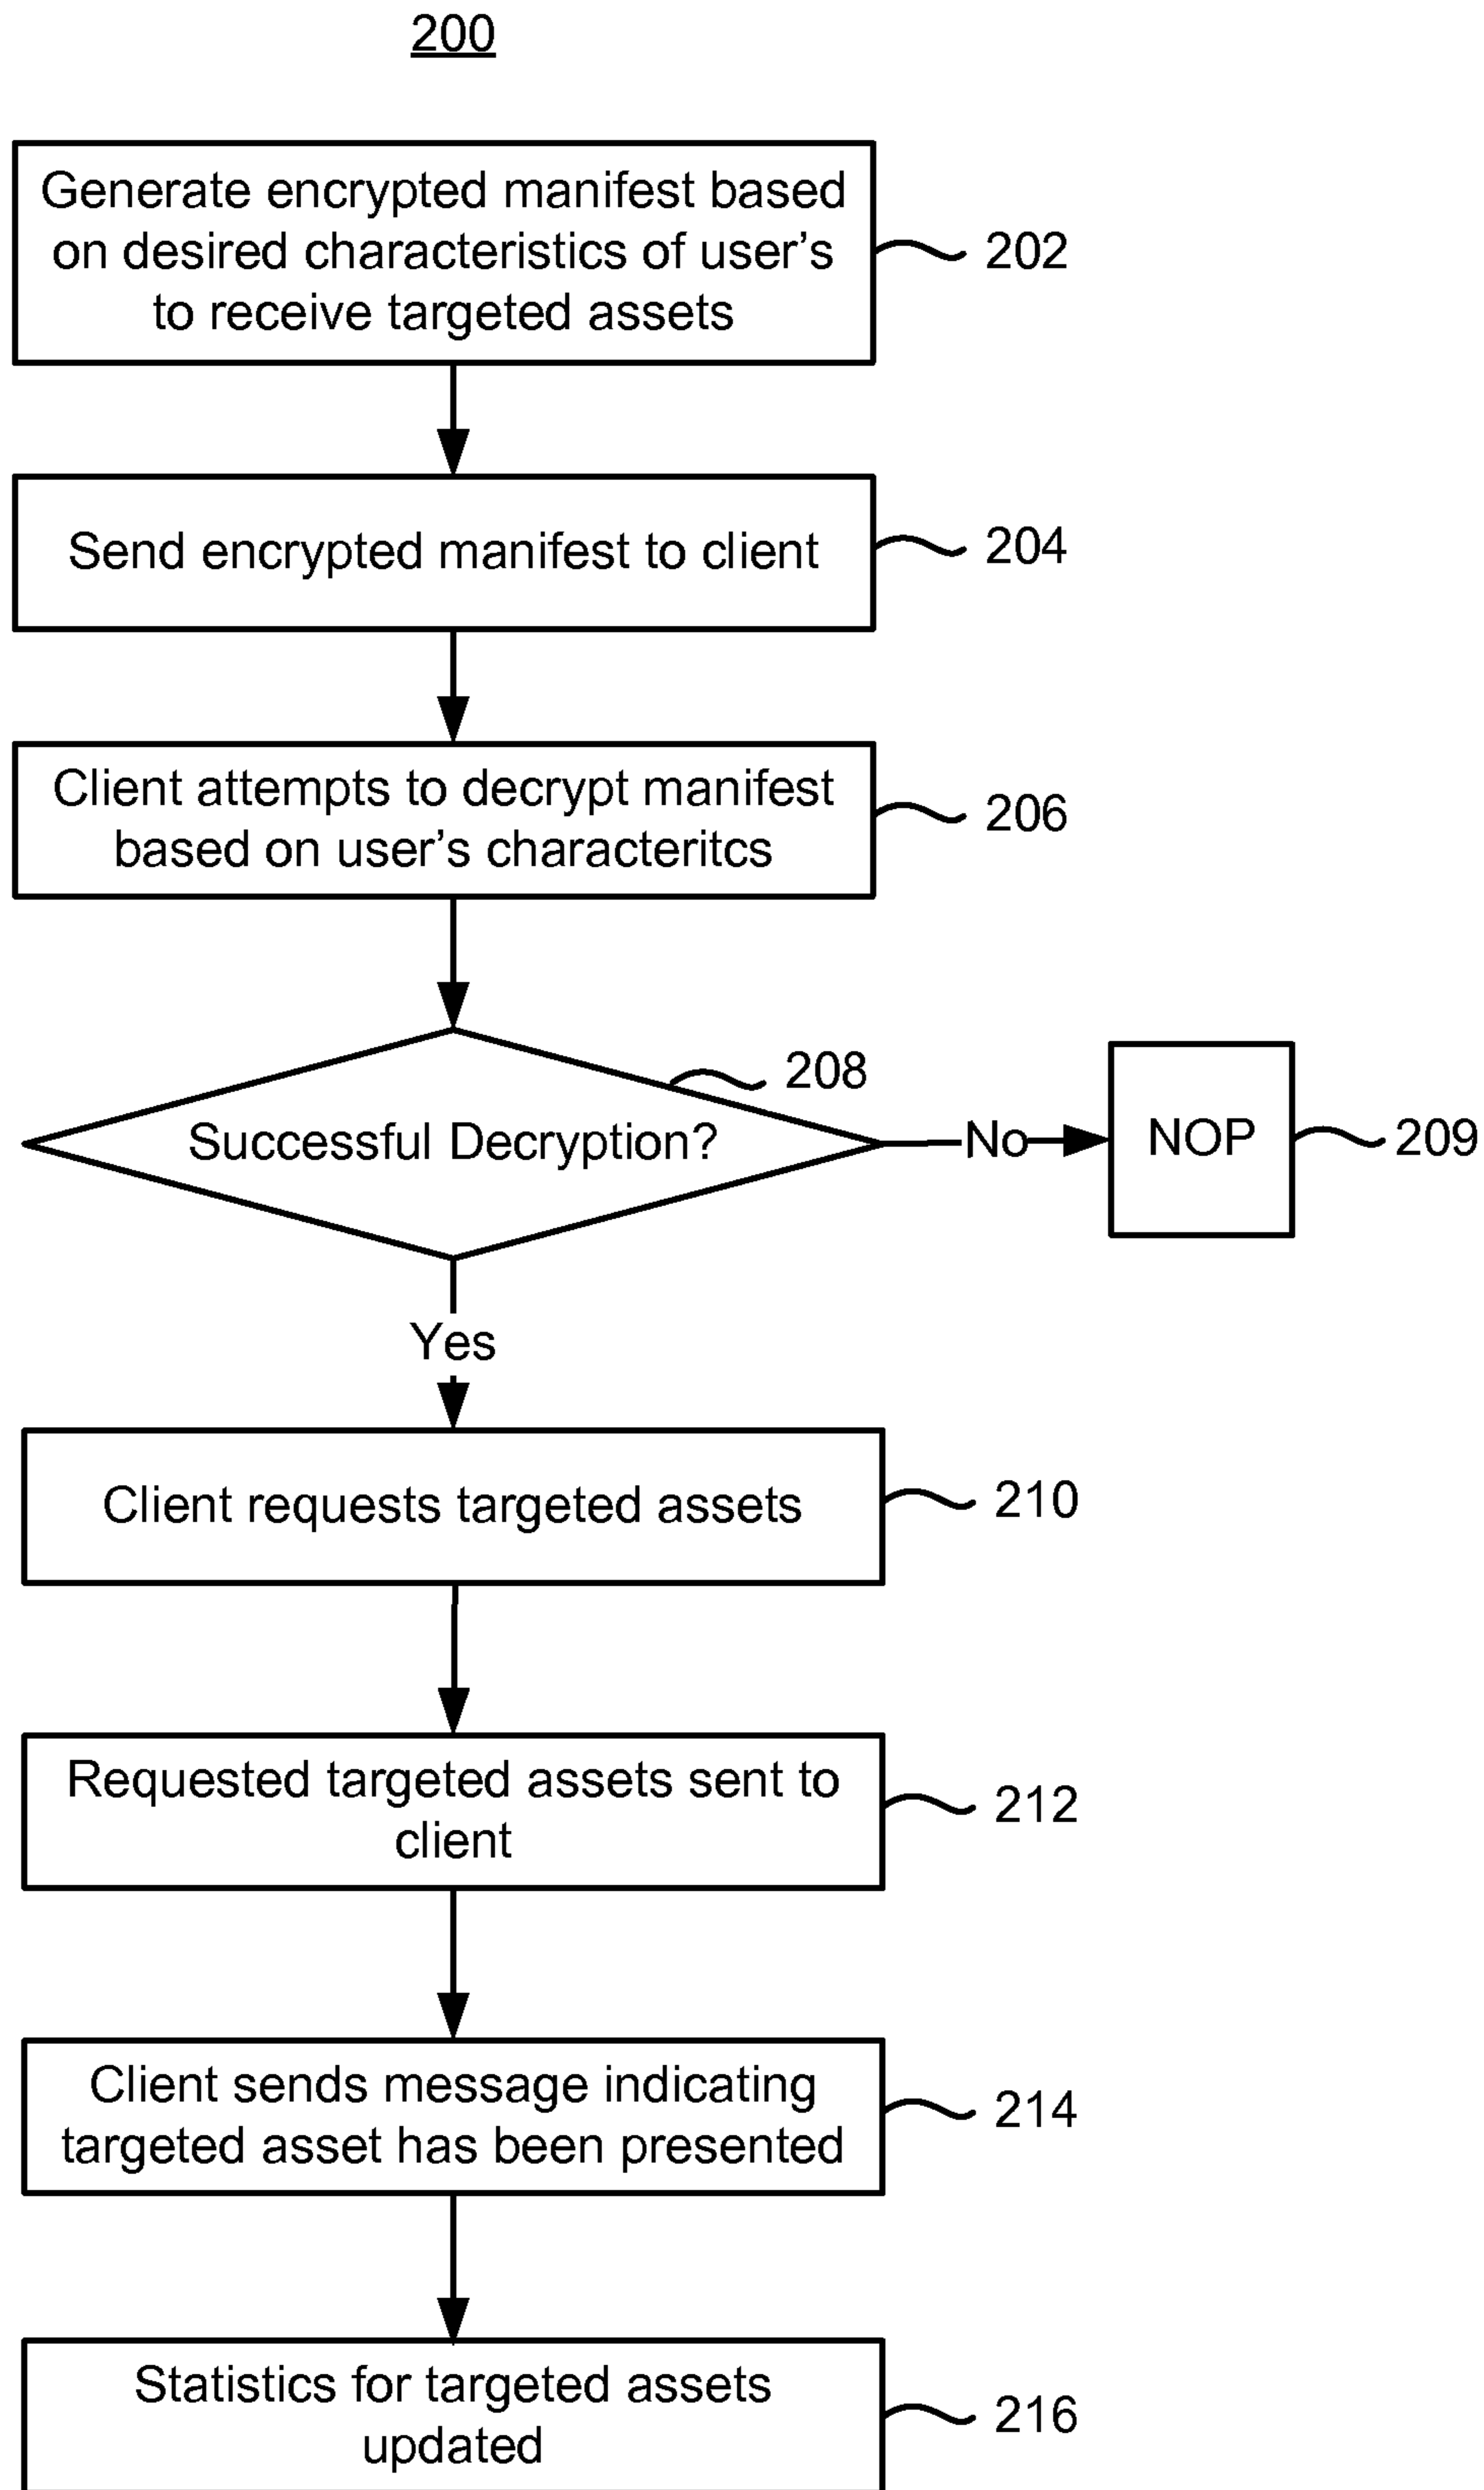 200
Generate encrypted manifest based
on desired characteristics of user's
to receive targeted assets
202
Send encrypted manifest to client
204
Client attempts to decrypt manifest
based on user's characteritcs
206
208
Successful Decryption?
No
NOP
209
Yes
Client requests targeted assets
210
Requested targeted assets sent to
client
212
Client sends message indicating
targeted asset has been presented
214
Statistics for targeted assets
updated
216